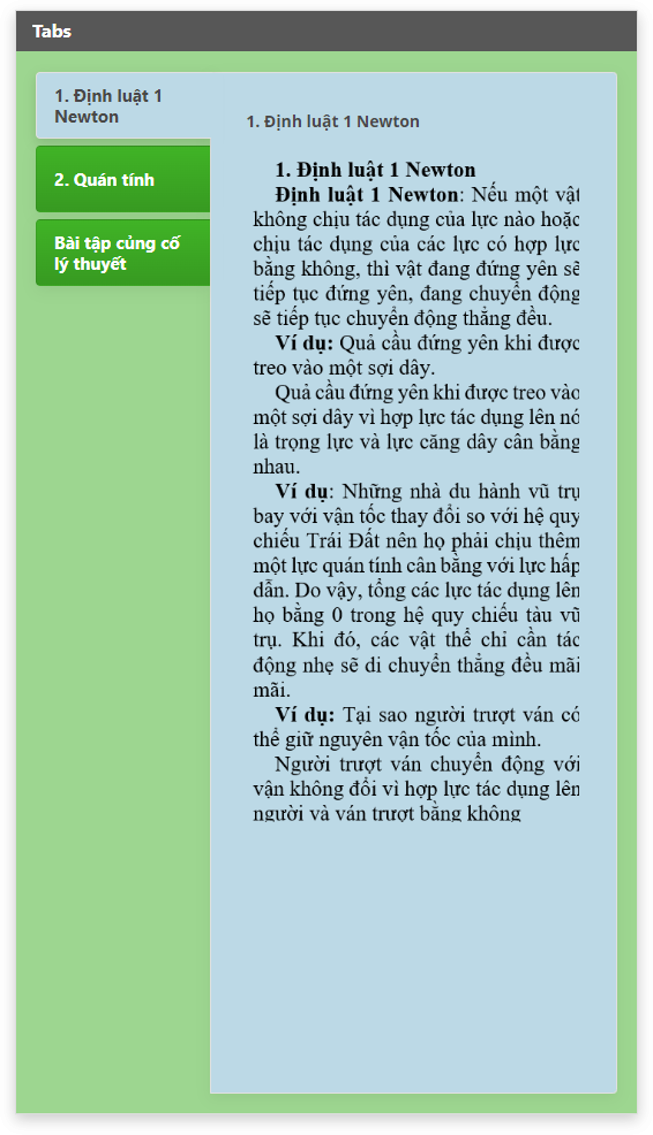 Tabs
1. Định luật 1
Newton
2. Quán tính
Bài tập củng cố
lý thuyết
1. Định luật 1 Newton
1. Định luật 1 Newton
Định luật 1 Newton: Nếu một vật
không chịu tác dụng của lực nào hoặc
chịu tác dụng của các lực có hợp lực
bằng không, thì vật đang đứng yên sẽ
tiếp tục đứng yên, đang chuyển động
sẽ tiếp tục chuyển động thẳng đều.
Ví dụ: Quả cầu đứng yên khi được
treo vào một sợi dây.
Quả cầu đứng yên khi được treo vào
một sợi dây vì hợp lực tác dụng lên nó
là trọng lực và lực căng dây cân bằng
nhau.
Ví dụ: Những nhà du hành vũ trụ
bay với vận tốc thay đổi so với hệ quy
chiếu Trái Đất nên họ phải chịu thêm
một lực quán tính cân bằng với lực hấp
dẫn. Do vậy, tổng các lực tác dụng lên
họ bằng 0 trong hệ quy chiếu tàu vũ
trụ. Khi đó, các vật thể chỉ cần tác
động nhẹ sẽ di chuyển thẳng đều mãi
mãi.
Ví dụ: Tại sao người trượt ván có
thể giữ nguyên vận tốc của mình.
Người trượt ván chuyển động với
vận không đổi vì hợp lực tác dụng lên
người và ván trượt bằng không